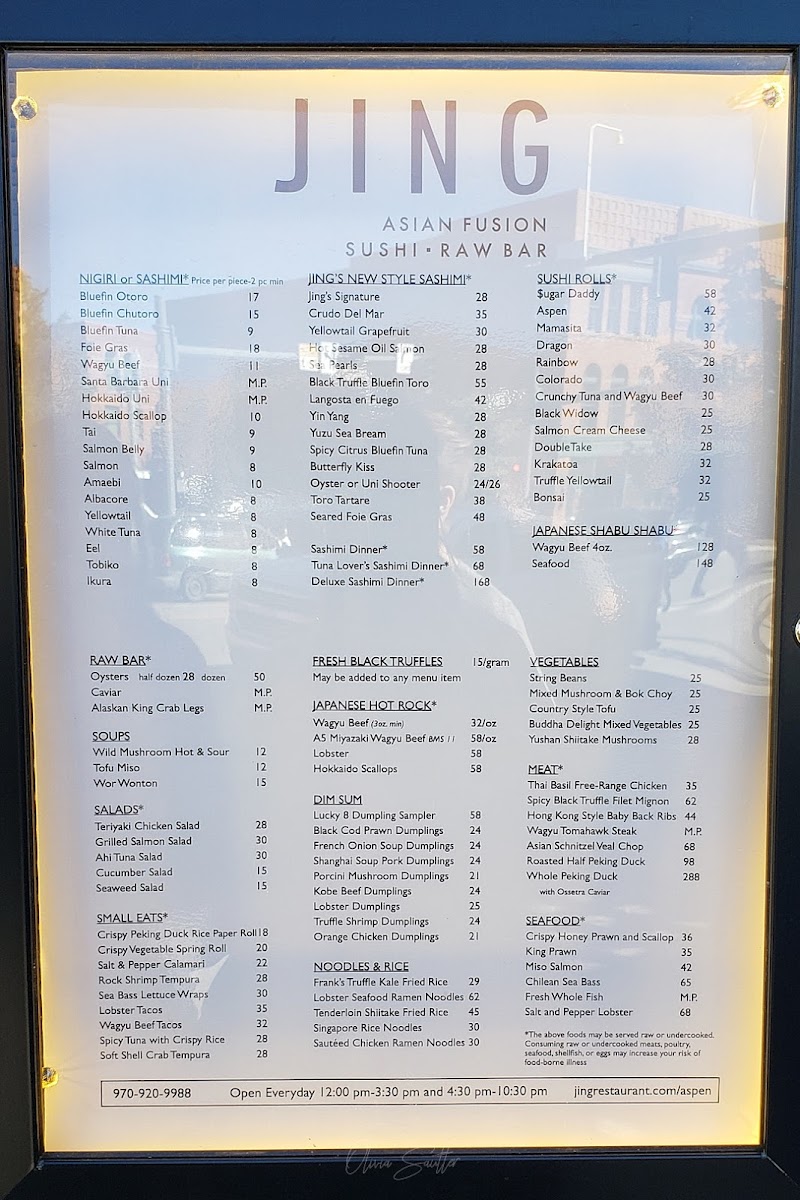 JING
ASIAN FUSION
SUSHI • RAW BAR
NIGIRI or SASHIMI* Price per piece-2 pc min
Bluefin Otoro 17
Bluefin Chutoro 15
Bluefin Tuna 9
Foie Gras 18
Wagyu Beef 11
Santa Barbara Uni M.P.
Hokkaido Uni M.P.
Hokkaido Scallop 10
Tai 9
Salmon Belly 9
Salmon 8
Amaebi 10
Albacore 8
Yellowtail 8
White Tuna 8
Eel 8
Tobiko 8
Ikura 8
JING'S NEW STYLE SASHIMI*
Jing's Signature 28
Crudo Del Mar 35
Yellowtail Grapefruit 30
Hot Sesame Oil Salmon 28
Sea Pearls 28
Black Truffle Bluefin Toro 55
Langosta en Fuego 42
Yin Yang 28
Yuzu Sea Bream 28
Spicy Citrus Bluefin Tuna 28
Butterfly Kiss 28
Oyster or Uni Shooter 24/26
Toro Tartare 38
Seared Foie Gras 48
Sashimi Dinner* 58
Tuna Lover's Sashimi Dinner* 68
Deluxe Sashimi Dinner* 168
SUSHI ROLLS*
$ugar Daddy 58
Aspen 42
Mamasita 32
Dragon 30
Rainbow 28
Colorado 30
Crunchy Tuna and Wagyu Beef 30
Black Widow 25
Salmon Cream Cheese 25
Double Take 28
Krakatoa 32
Truffle Yellowtail 32
Bonsai 25
JAPANESE SHABU SHABU*
Wagyu Beef 4oz. 128
Seafood 148
RAW BAR*
Oysters half dozen 28 dozen 50
Caviar M.P.
Alaskan King Crab Legs M.P.
SOUPS
Wild Mushroom Hot & Sour 12
Tofu Miso 12
Wor Wonton 15
SALADS*
Teriyaki Chicken Salad 28
Grilled Salmon Salad 30
Ahi Tuna Salad 30
Cucumber Salad 15
Seaweed Salad 15
SMALL EATS*
Crispy Peking Duck Rice Paper Roll 18
Crispy Vegetable Spring Roll 20
Salt & Pepper Calamari 22
Rock Shrimp Tempura 28
Sea Bass Lettuce Wraps 30
Lobster Tacos 35
Wagyu Beef Tacos 32
Spicy Tuna with Crispy Rice 28
Soft Shell Crab Tempura 28
FRESH BLACK TRUFFLES 15/gram
May be added to any menu item
JAPANESE HOT ROCK*
Wagyu Beef (3oz. min) 32/oz
A5 Miyazaki Wagyu Beef BMS 11 58/oz
Lobster 58
Hokkaido Scallops 58
DIM SUM
Lucky 8 Dumpling Sampler 58
Black Cod Prawn Dumplings 24
French Onion Soup Dumplings 24
Shanghai Soup Pork Dumplings 24
Porcini Mushroom Dumplings 21
Kobe Beef Dumplings 24
Lobster Dumplings 25
Truffle Shrimp Dumplings 24
Orange Chicken Dumplings 21
NOODLES & RICE
Frank's Truffle Kale Fried Rice 29
Lobster Seafood Ramen Noodles 62
Tenderloin Shiitake Fried Rice 45
Singapore Rice Noodles 30
Sautéed Chicken Ramen Noodles 30
VEGETABLES
String Beans 25
Mixed Mushroom & Bok Choy 25
Country Style Tofu 25
Buddha Delight Mixed Vegetables 25
Yushan Shiitake Mushrooms 28
MEAT*
Thai Basil Free-Range Chicken 35
Spicy Black Truffle Filet Mignon 62
Hong Kong Style Baby Back Ribs 44
Wagyu Tomahawk Steak M.P.
Asian Schnitzel Veal Chop 68
Roasted Half Peking Duck 98
Whole Peking Duck 288
with Ossetra Caviar
SEAFOOD*
Crispy Honey Prawn and Scallop 36
King Prawn 35
Miso Salmon 42
Chilean Sea Bass 65
Fresh Whole Fish M.P.
Salt and Pepper Lobster 68
*The above foods may be served raw or undercooked.
Consuming raw or undercooked meats, poultry,
seafood, shellfish, or eggs may increase your risk of
food-borne illness
970-920-9988 Open Everyday 12:00 pm-3:30 pm and 4:30 pm-10:30 pm jingrestaurant.com/aspen
Olivia Sautter